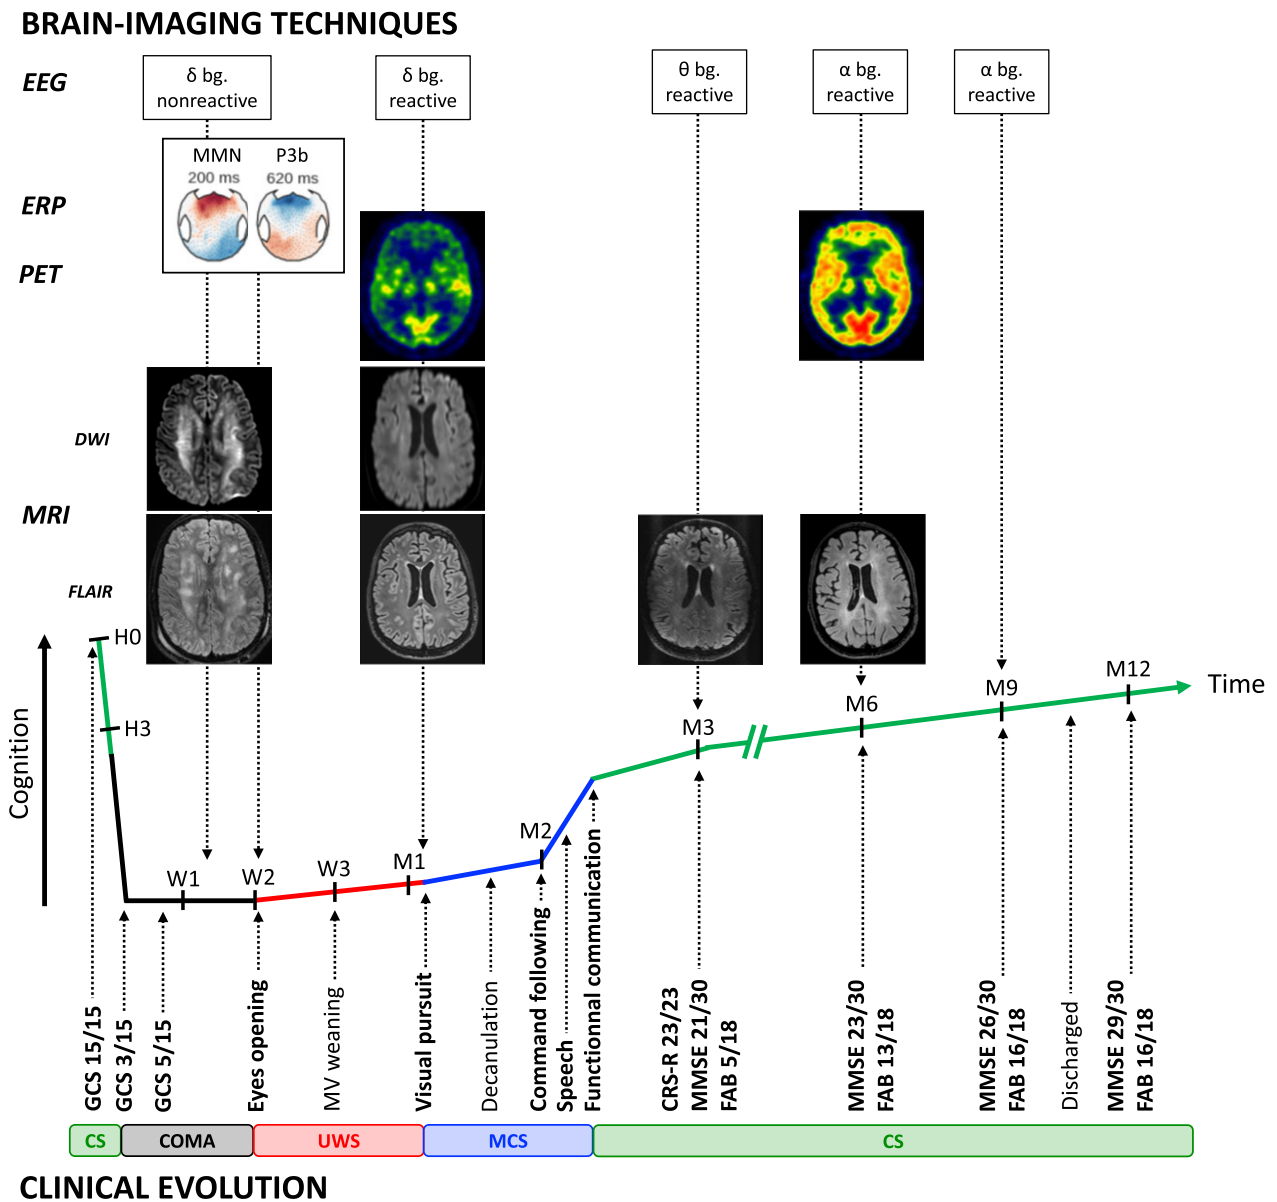 BRAIN-IMAGING TECHNIQUES
EEG
δ bg.
nonreactive
δ bg.
reactive
θ bg.
reactive
α bg.
reactive
α bg.
reactive
MMN
200 ms
P3b
620 ms
ERP
PET
DWI
MRI
FLAIR
Cognition
H0
H3
W1
W2
W3
M1
M2
M3
M6
M9
M12
Time
GCS 15/15
GCS 3/15
GCS 5/15
Eyes opening
MV weaning
Visual pursuit
Decanulation
Command following
Speech
Functionnal communication
CRS-R 23/23
MMSE 21/30
FAB 5/18
MMSE 23/30
FAB 13/18
MMSE 26/30
FAB 16/18
Discharged
MMSE 29/30
FAB 16/18
CS
COMA
UWS
MCS
CS
CLINICAL EVOLUTION